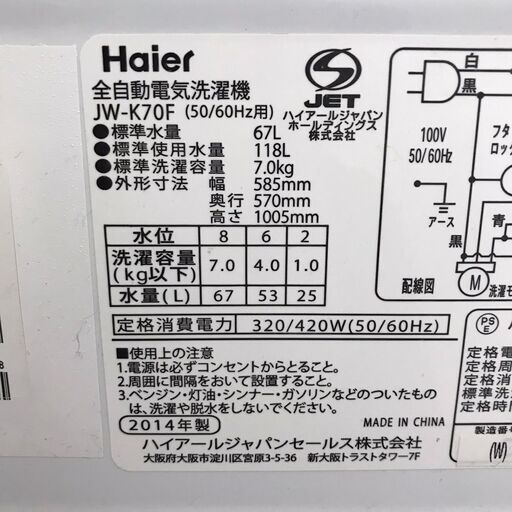 Haier
全自動電気洗濯機
JW-K70F (50/60Hz用)
●標準水量 67L
●標準使用水量 118L
●標準洗濯容量 7.0kg
●外形寸法 幅 585mm
奥行 570mm
高さ 1005mm
S
JET
ハイアールジャパン
ホールディングス
株式会社
水位 8 6 2
洗濯容量(kg以下) 7.0 4.0 1.0
水量(L) 67 53 25
定格消費電力 320/420W(50/60Hz)
■使用上の注意
1.電源は必ずコンセントからとること。
2.周囲に間隔をおいて設置すること。
3.ベンジン・灯油・シンナー・ガソリンなどのついたもの
は、洗濯や脱水をしないでください。
2014年製
MADE IN CHINA
ハイアールジャパンセールス株式会社
大阪府大阪市淀川区宮原3-5-36 新大阪トラストタワー7F
白
黒
100V
50/60Hz
フタ
ロック
アース
青
黒
M
配線図
洗濯モ
PS
E
定格電
定格周
定格消
標準洗
定格時
製造番号
(W)
8